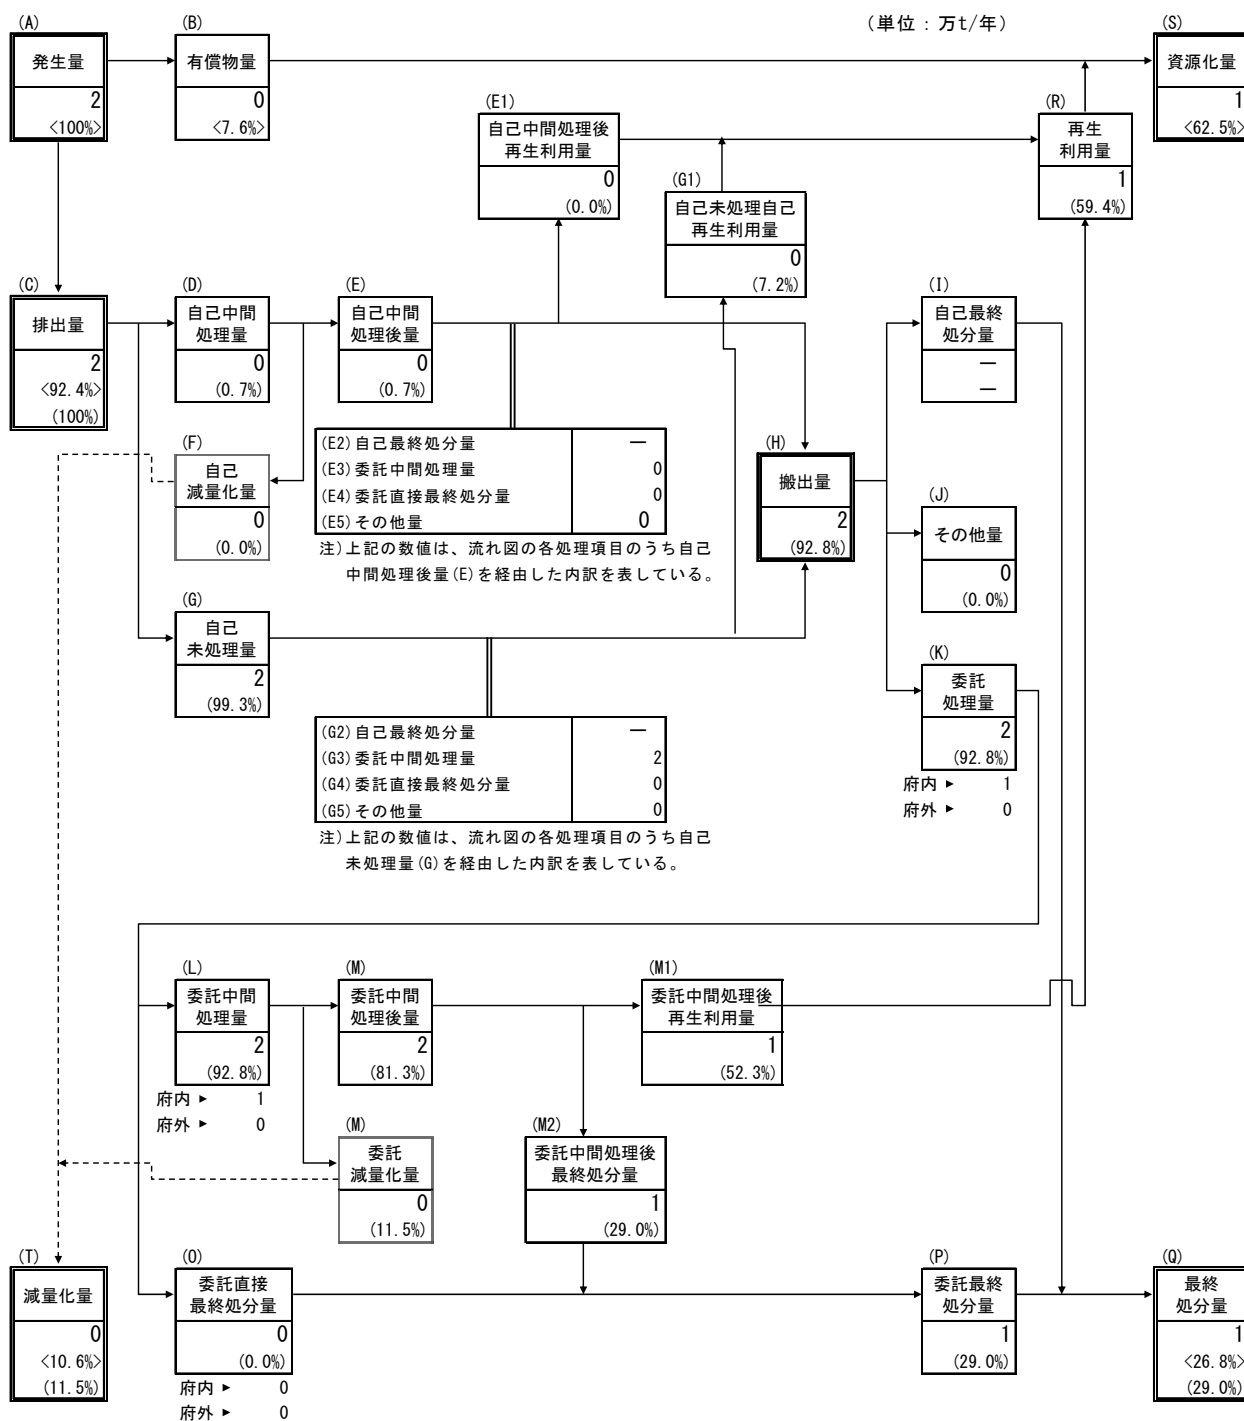 (単位：万t/年)
(A)
発生量
2
<100%>
(B)
有償物量
0
<7.6%>
(S)
資源化量
1
<62.5%>
(E1)
自己中間処理後
再生利用量
0
(0.0%)
(R)
再生
利用量
1
(59.4%)
(G1)
自己未処理自己
再生利用量
0
(7.2%)
(C)
排出量
2
<92.4%>
(100%)
(D)
自己中間
処理量
0
(0.7%)
(E)
自己中間
処理後量
0
(0.7%)
(I)
自己最終
処分量
―
―
(F)
自己
減量化量
0
(0.0%)
(E2)自己最終処分量 ―
(E3)委託中間処理量 0
(E4)委託直接最終処分量 0
(E5)その他量 0
注)上記の数値は、流れ図の各処理項目のうち自己
中間処理後量(E)を経由した内訳を表している。
(H)
搬出量
2
(92.8%)
(J)
その他量
0
(0.0%)
(G)
自己
未処理量
2
(99.3%)
(K)
委託
処理量
2
(92.8%)
府内 ► 1
府外 ► 0
(G2)自己最終処分量 ―
(G3)委託中間処理量 2
(G4)委託直接最終処分量 0
(G5)その他量 0
注)上記の数値は、流れ図の各処理項目のうち自己
未処理量(G)を経由した内訳を表している。
(L)
委託中間
処理量
2
(92.8%)
府内 ► 1
府外 ► 0
(M)
委託中間
処理後量
2
(81.3%)
(M1)
委託中間処理後
再生利用量
1
(52.3%)
(M)
委託
減量化量
0
(11.5%)
(M2)
委託中間処理後
最終処分量
1
(29.0%)
(T)
減量化量
0
<10.6%>
(11.5%)
(O)
委託直接
最終処分量
0
(0.0%)
府内 ► 0
府外 ► 0
(P)
委託最終
処分量
1
(29.0%)
(Q)
最終
処分量
1
<26.8%>
(29.0%)